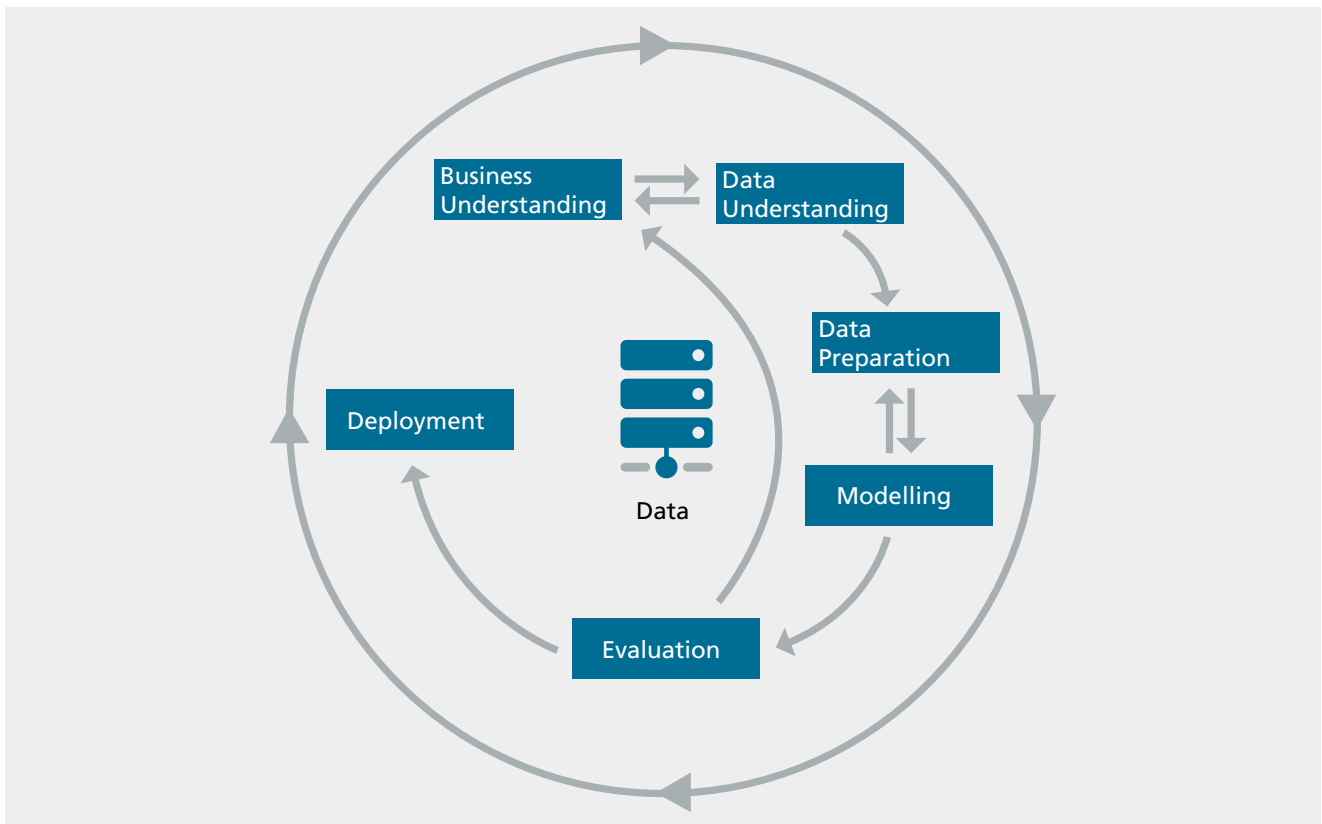 Business
Understanding
Data
Understanding
Data
Preparation
Deployment
Modelling
Data
Evaluation